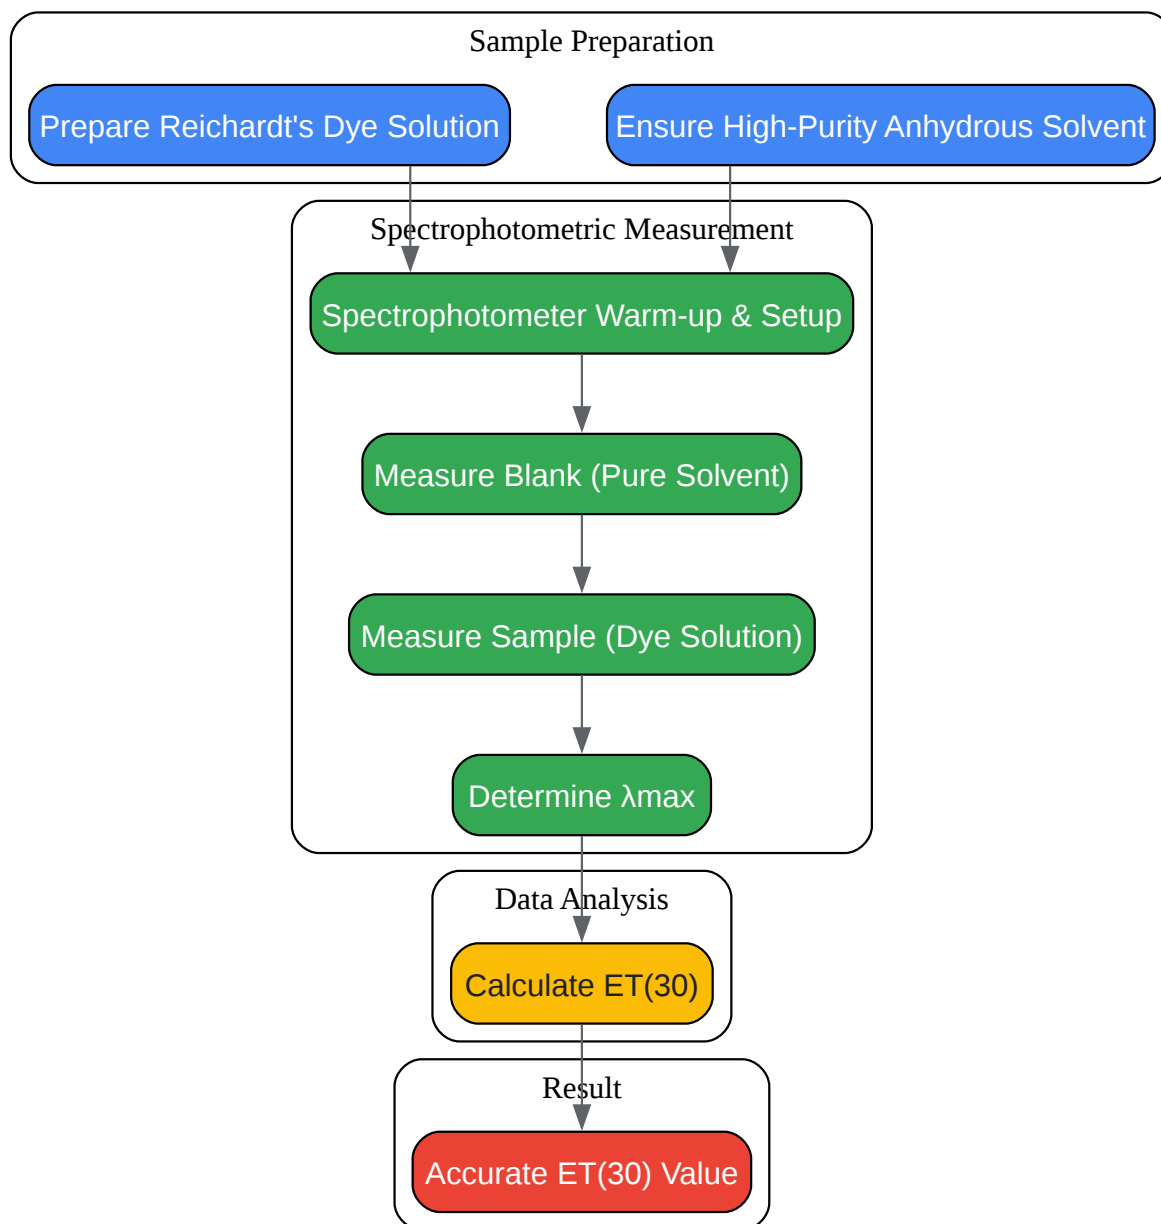 Sample Preparation
Prepare Reichardt's Dye Solution
Ensure High-Purity Anhydrous Solvent
Spectrophotometric Measurement
Spectrophotometer Warm-up & Setup
Measure Blank (Pure Solvent)
Measure Sample (Dye Solution)
Determine λmax
Data Analysis
Calculate ET(30)
Result
Accurate ET(30) Value